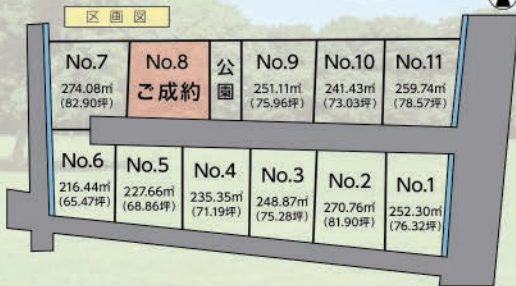 区画図
No.7
274.08㎡
(82.90坪)
No.8
ご成約
公園
No.9
251.11㎡
(75.96坪)
No.10
241.43㎡
(73.03坪)
No.11
259.74㎡
(78.57坪)
No.6
216.44㎡
(65.47坪)
No.5
227.66㎡
(68.86坪)
No.4
235.35㎡
(71.19坪)
No.3
248.87㎡
(75.28坪)
No.2
270.76㎡
(81.90坪)
No.1
252.30㎡
(76.32坪)